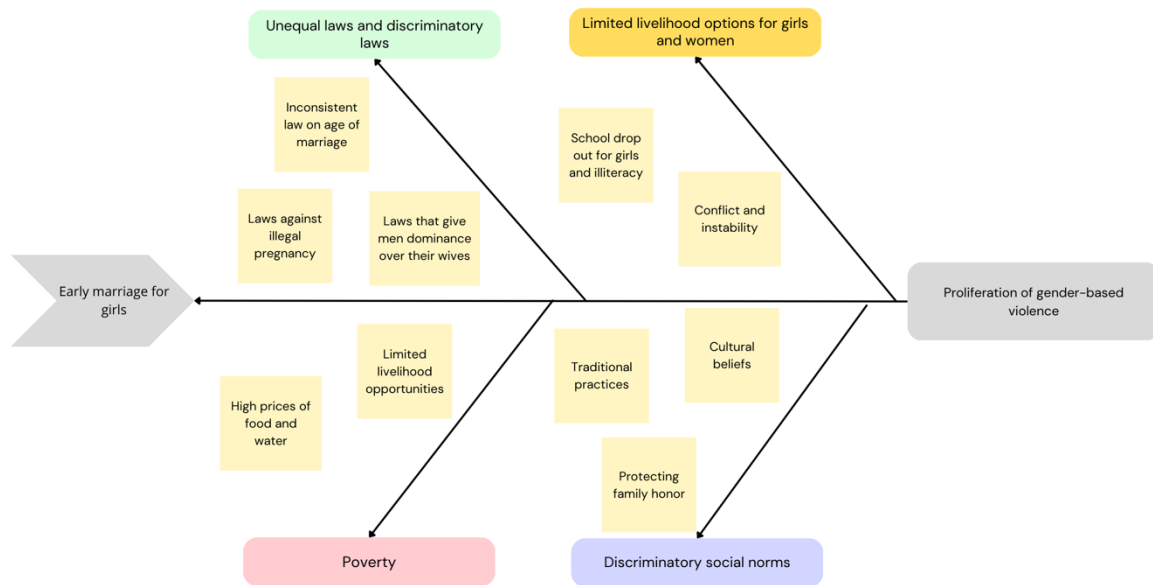 Unequal laws and discriminatory
laws
Limited livelihood options for girls
and women
Inconsistent
law on age of
marriage
School drop
out for girls
and illiteracy
Laws against
illegal
pregnancy
Laws that give
men dominance
over their wives
Conflict and
instability
Early marriage for
girls
Proliferation of gender-based
violence
Limited
livelihood
opportunities
High prices of
food and
water
Traditional
practices
Cultural
beliefs
Protecting
family honor
Poverty
Discriminatory social norms